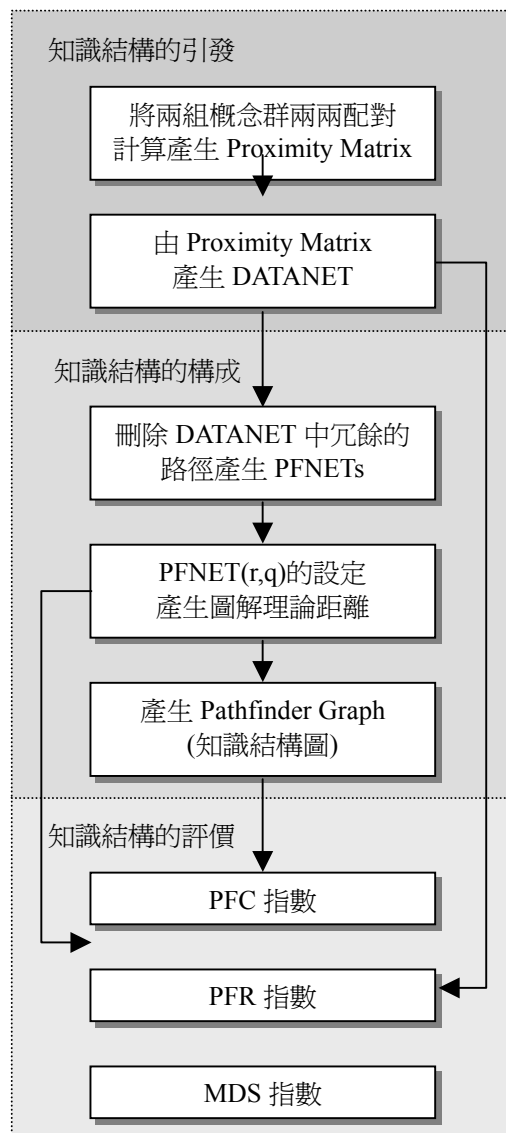 知識結構的引發
將兩組概念群兩兩配對
計算產生 Proximity Matrix
由 Proximity Matrix
產生 DATANET
知識結構的構成
刪除 DATANET 中冗餘的
路徑產生 PFNETs
PFNET(r,q)的設定
產生圖解理論距離
產生 Pathfinder Graph
(知識結構圖)
知識結構的評價
PFC 指數
PFR 指數
MDS 指數